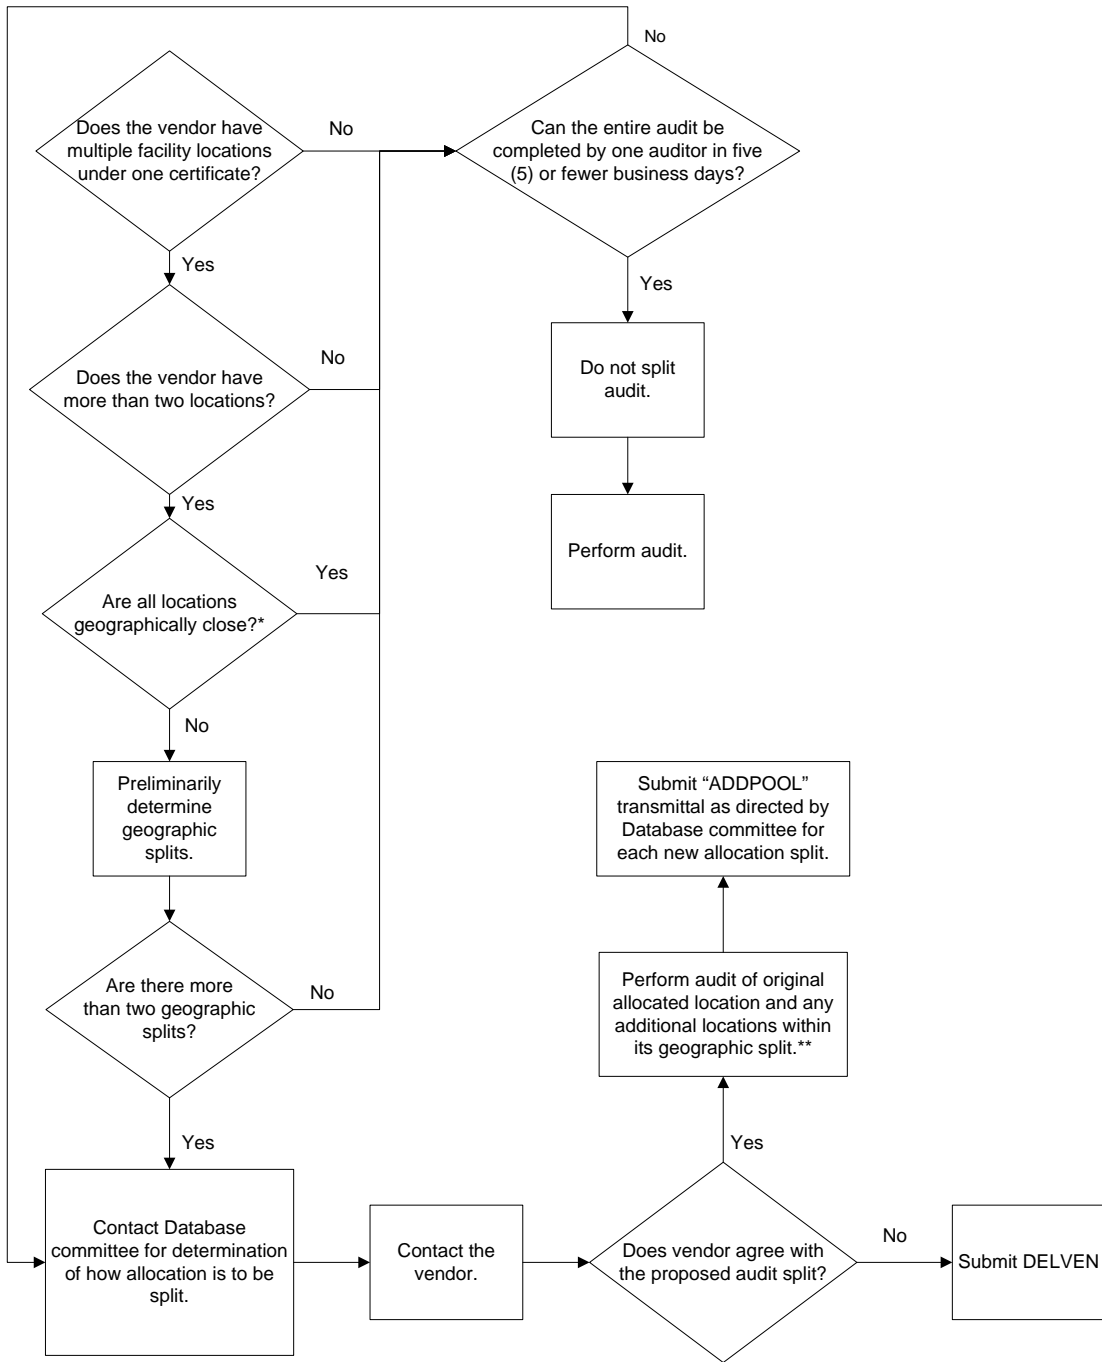 No
Does the vendor have
multiple facility locations
under one certificate?
No
Can the entire audit be
completed by one auditor in five
(5) or fewer business days?
Yes
Yes
Does the vendor have
more than two locations?
No
Do not split
audit.
Yes
Perform audit.
Are all locations
geographically close?*
Yes
No
Preliminarily
determine
geographic
splits.
Submit “ADDPOOL”
transmittal as directed by
Database committee for
each new allocation split.
Are there more
than two geographic
splits?
No
Perform audit of original
allocated location and any
additional locations within
its geographic split.**
Yes
Yes
Contact Database
committee for determination
of how allocation is to be
split.
Contact the
vendor.
Does vendor agree with
the proposed audit split?
No
Submit DELVEN